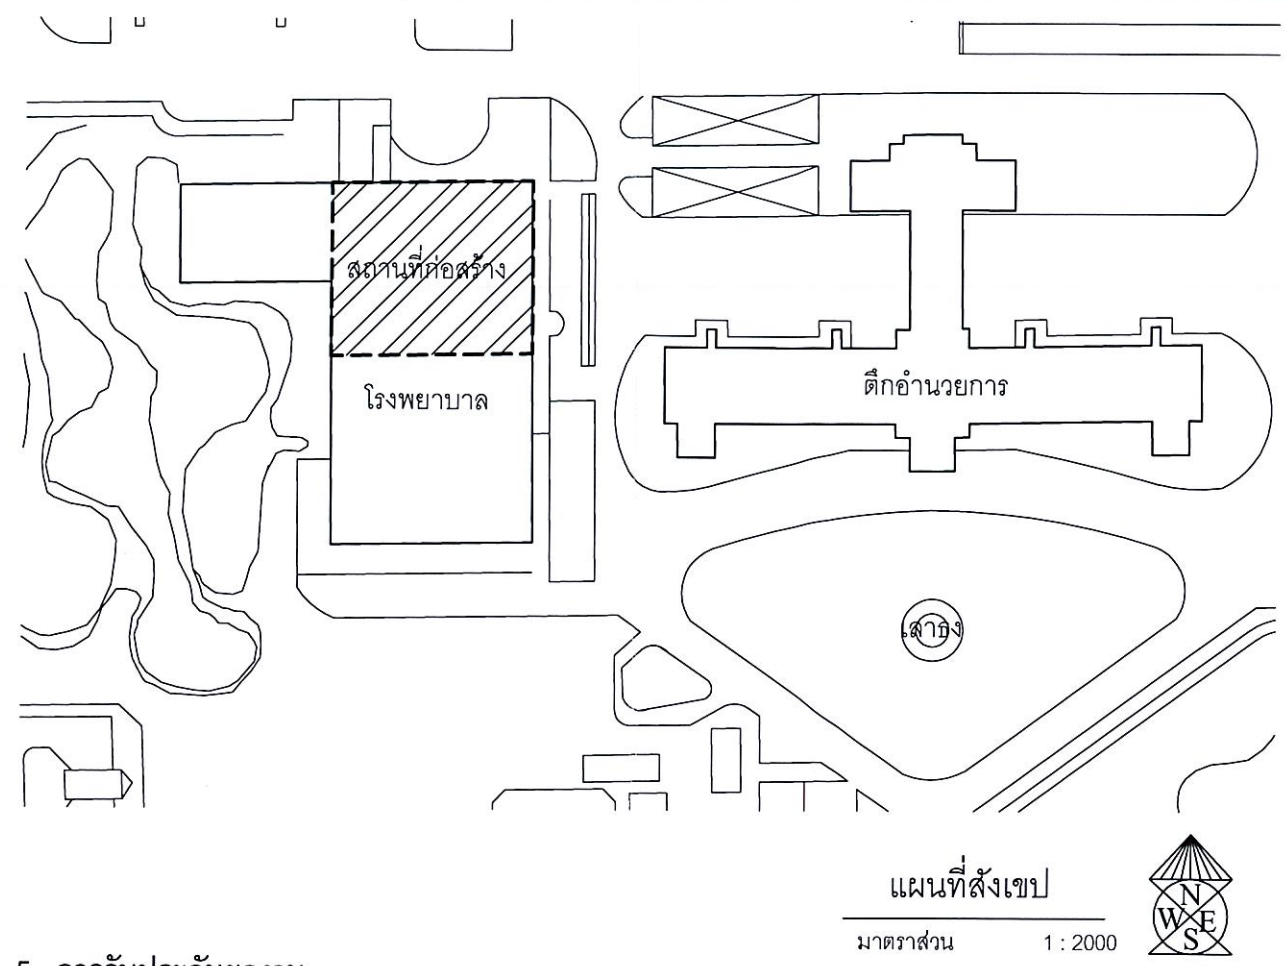 สถานที่ก่อสร้าง
โรงพยาบาล
ตึกอำนวยการ
เสาธง
แผนที่สังเขป
มาตราส่วน 1 : 2000
N
W E
S